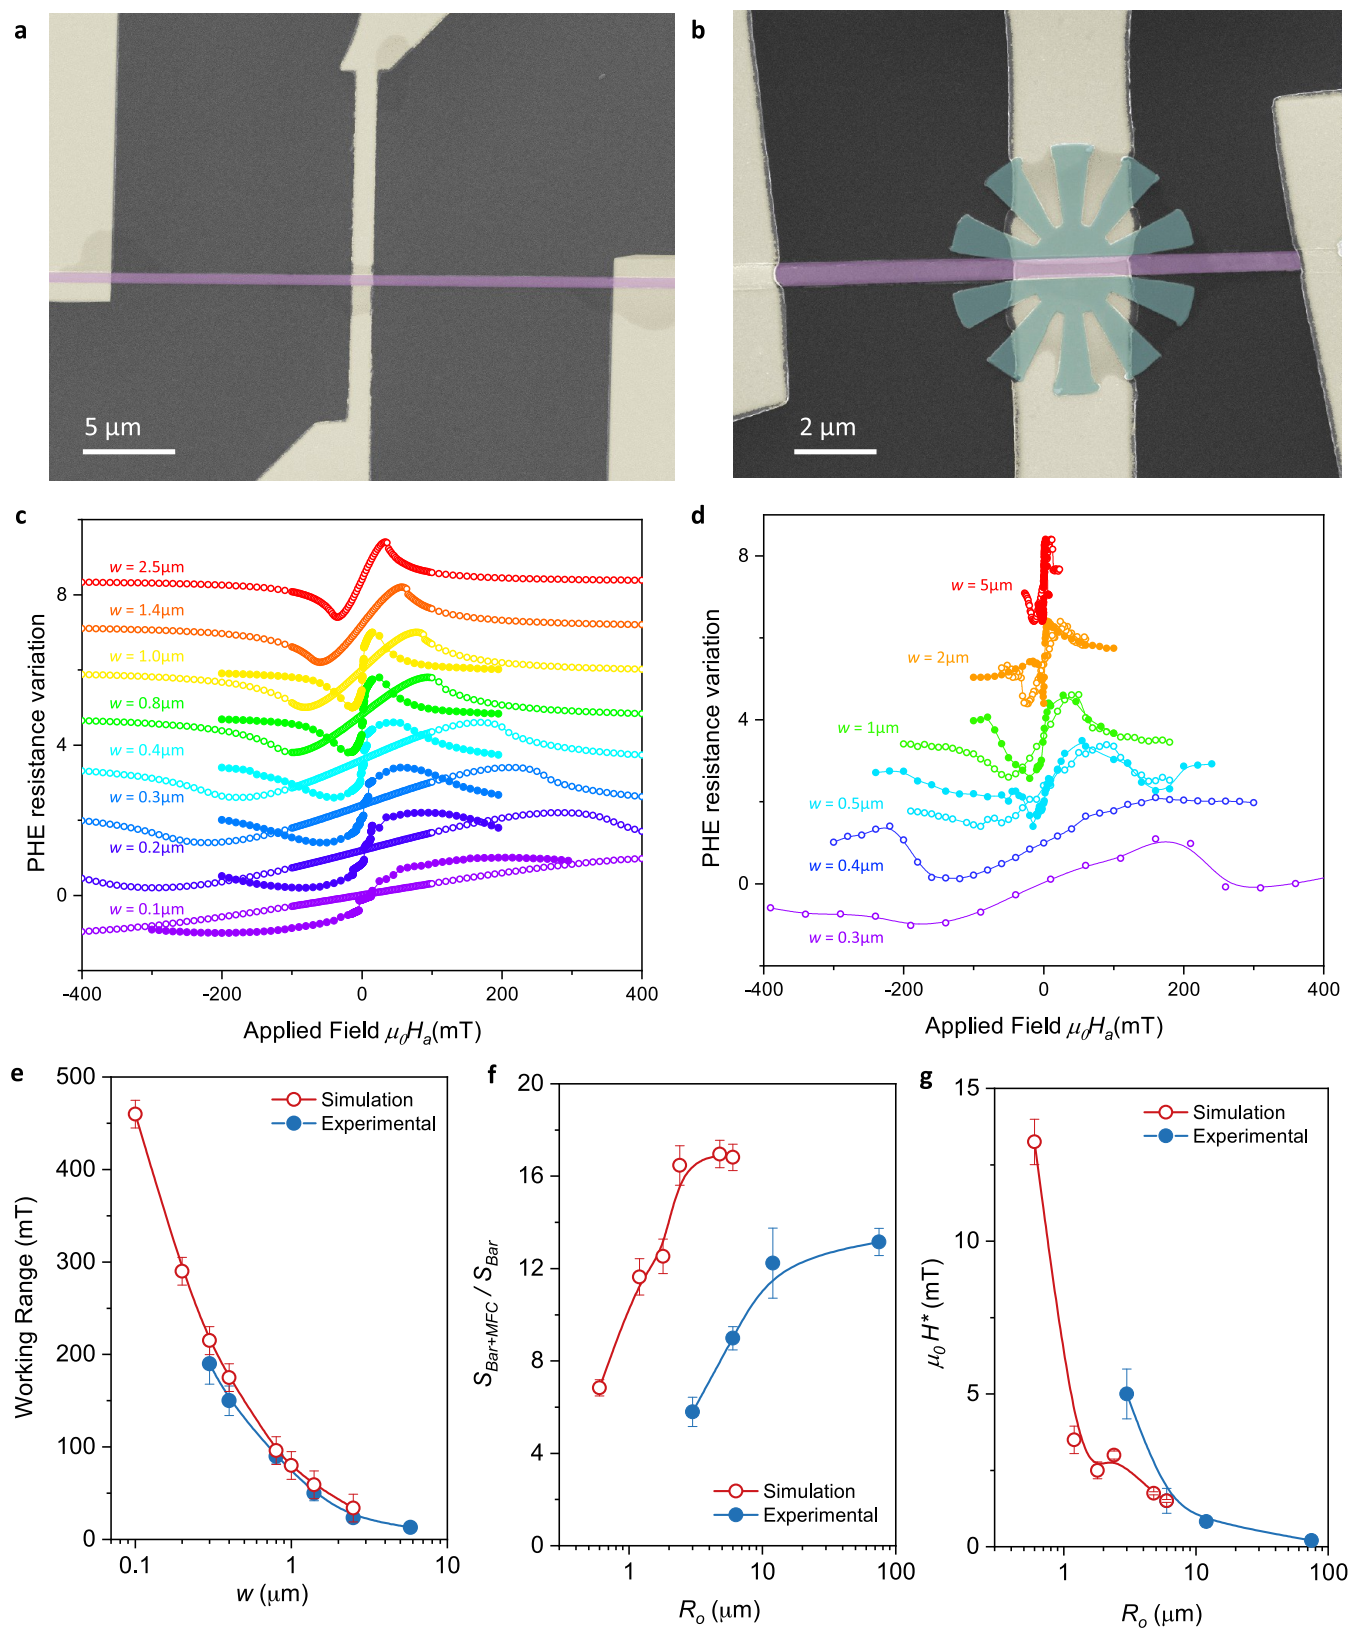 a
5 µm
b
2 µm
c
w = 2.5µm
w = 1.4µm
w = 1.0µm
w = 0.8µm
w = 0.4µm
w = 0.3µm
w = 0.2µm
w = 0.1µm
8
4
0
PHE resistance variation
-400
-200
0
200
400
Applied Field µ₀Hₐ(mT)
d
w = 5µm
w = 2µm
w = 1µm
w = 0.5µm
w = 0.4µm
w = 0.3µm
8
4
0
PHE resistance variation
-400
-200
0
200
400
Applied Field µ₀Hₐ(mT)
e
Simulation
Experimental
500
400
300
200
100
0
Working Range (mT)
0.1
1
10
w (µm)
f
20
16
12
8
4
0
S_Bar+MFC / S_Bar
Simulation
Experimental
1
10
100
Rₒ (µm)
g
Simulation
Experimental
15
10
5
0
µ₀ H* (mT)
1
10
100
Rₒ (µm)